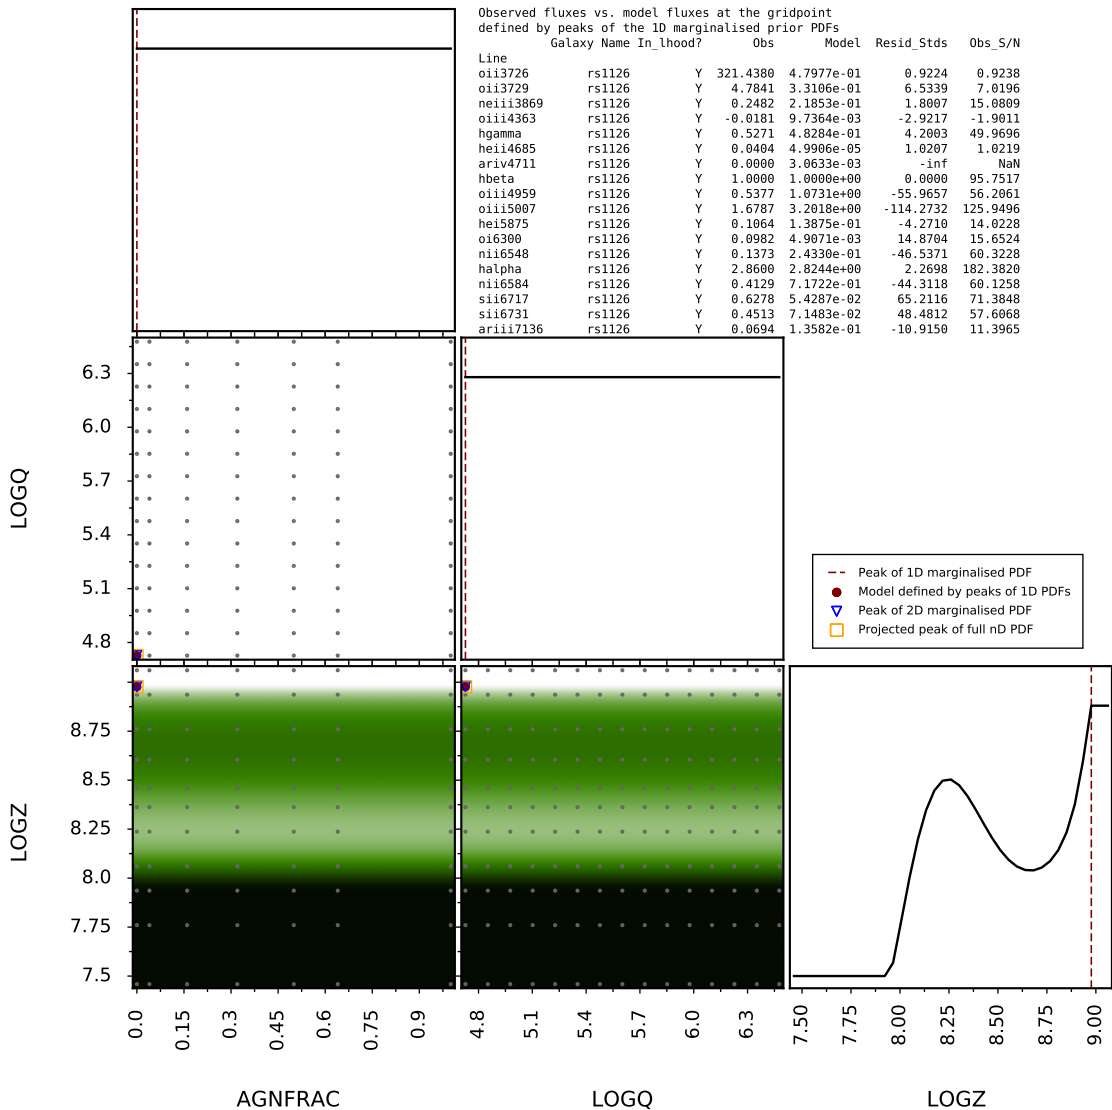 Observed fluxes vs. model fluxes at the gridpoint
defined by peaks of the 1D marginalised prior PDFs
Galaxy Name In_lhood? Obs Model Resid_Stds Obs_S/N
Line
oii3726 rs1126 Y 321.4380 4.7977e-01 0.9224 0.9238
oii3729 rs1126 Y 4.7841 3.3106e-01 6.5339 7.0196
neiii3869 rs1126 Y 0.2482 2.1853e-01 1.8007 15.0809
oiii4363 rs1126 Y -0.0181 9.7364e-03 -2.9217 -1.9011
hgamma rs1126 Y 0.5271 4.8284e-01 4.2003 49.9696
heii4685 rs1126 Y 0.0404 4.9906e-05 1.0207 1.0219
ariv4711 rs1126 Y 0.0000 3.0633e-03 -inf NaN
hbeta rs1126 Y 1.0000 1.0000e+00 0.0000 95.7517
oiii4959 rs1126 Y 0.5377 1.0731e+00 -55.9657 56.2061
oiii5007 rs1126 Y 1.6787 3.2018e+00 -114.2732 125.9496
hei5875 rs1126 Y 0.1064 1.3875e-01 -4.2710 14.0228
oi6300 rs1126 Y 0.0982 4.9071e-03 14.8704 15.6524
nii6548 rs1126 Y 0.1373 2.4330e-01 -46.5371 60.3228
halpha rs1126 Y 2.8600 2.8244e+00 2.2698 182.3820
nii6584 rs1126 Y 0.4129 7.1722e-01 -44.3118 60.1258
sii6717 rs1126 Y 0.6278 5.4287e-02 65.2116 71.3848
sii6731 rs1126 Y 0.4513 7.1483e-02 48.4812 57.6068
ariii7136 rs1126 Y 0.0694 1.3582e-01 -10.9150 11.3965
LOGQ
6.3
6.0
5.7
5.4
5.1
4.8
Peak of 1D marginalised PDF
Model defined by peaks of 1D PDFs
Peak of 2D marginalised PDF
Projected peak of full nD PDF
LOGZ
8.75
8.5
8.25
8.0
7.75
7.5
0.0 0.15 0.3 0.45 0.6 0.75 0.9
4.8 5.1 5.4 5.7 6.0 6.3
7.50 7.75 8.00 8.25 8.50 8.75 9.00
AGNFRAC LOGQ LOGZ